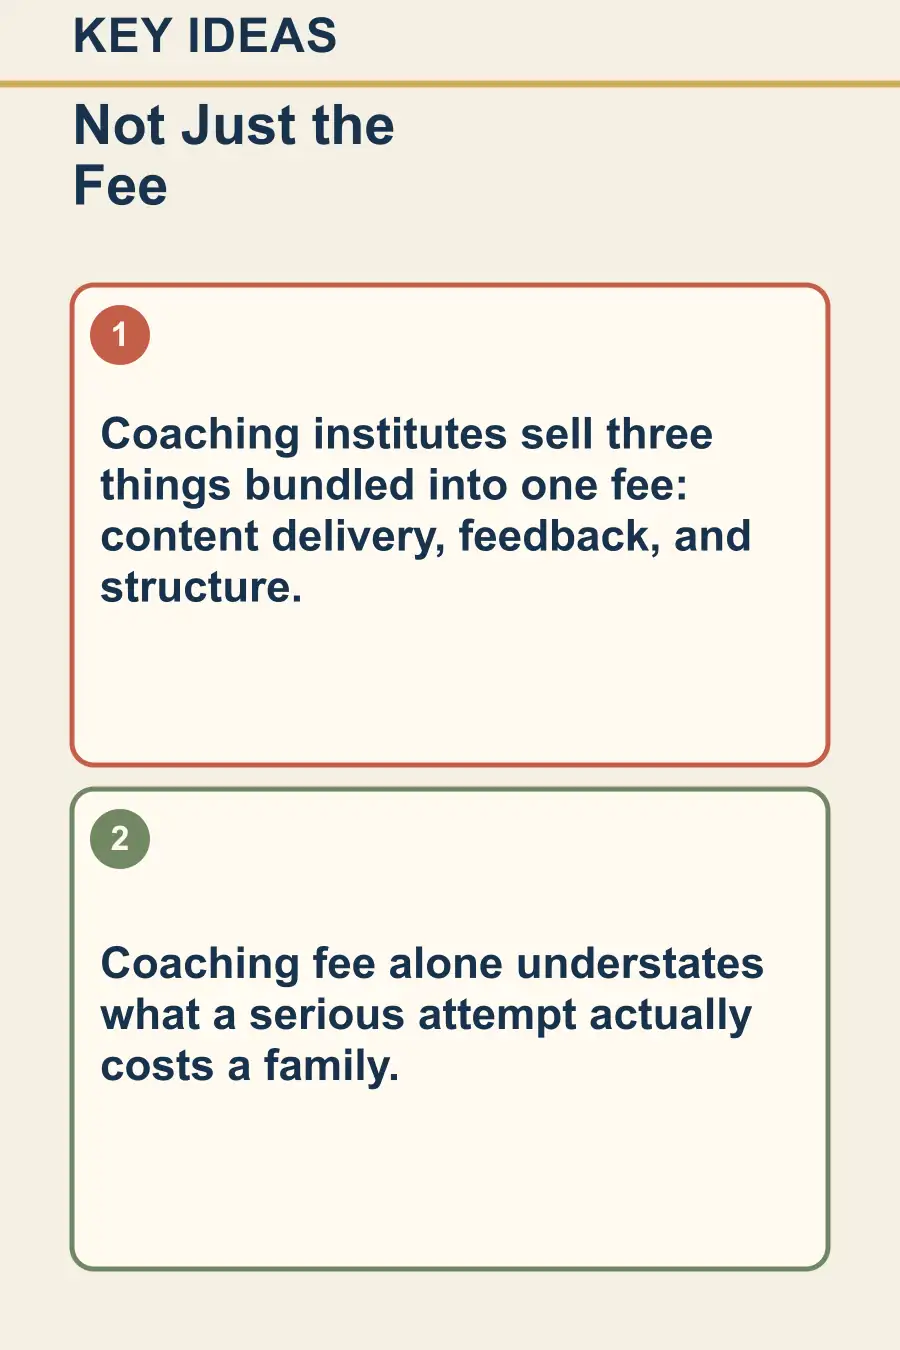 KEY IDEAS
Not Just the
Fee
1
Coaching institutes sell three
things bundled into one fee:
content delivery, feedback, and
structure.
2
Coaching fee alone understates
what a serious attempt actually
costs a family.